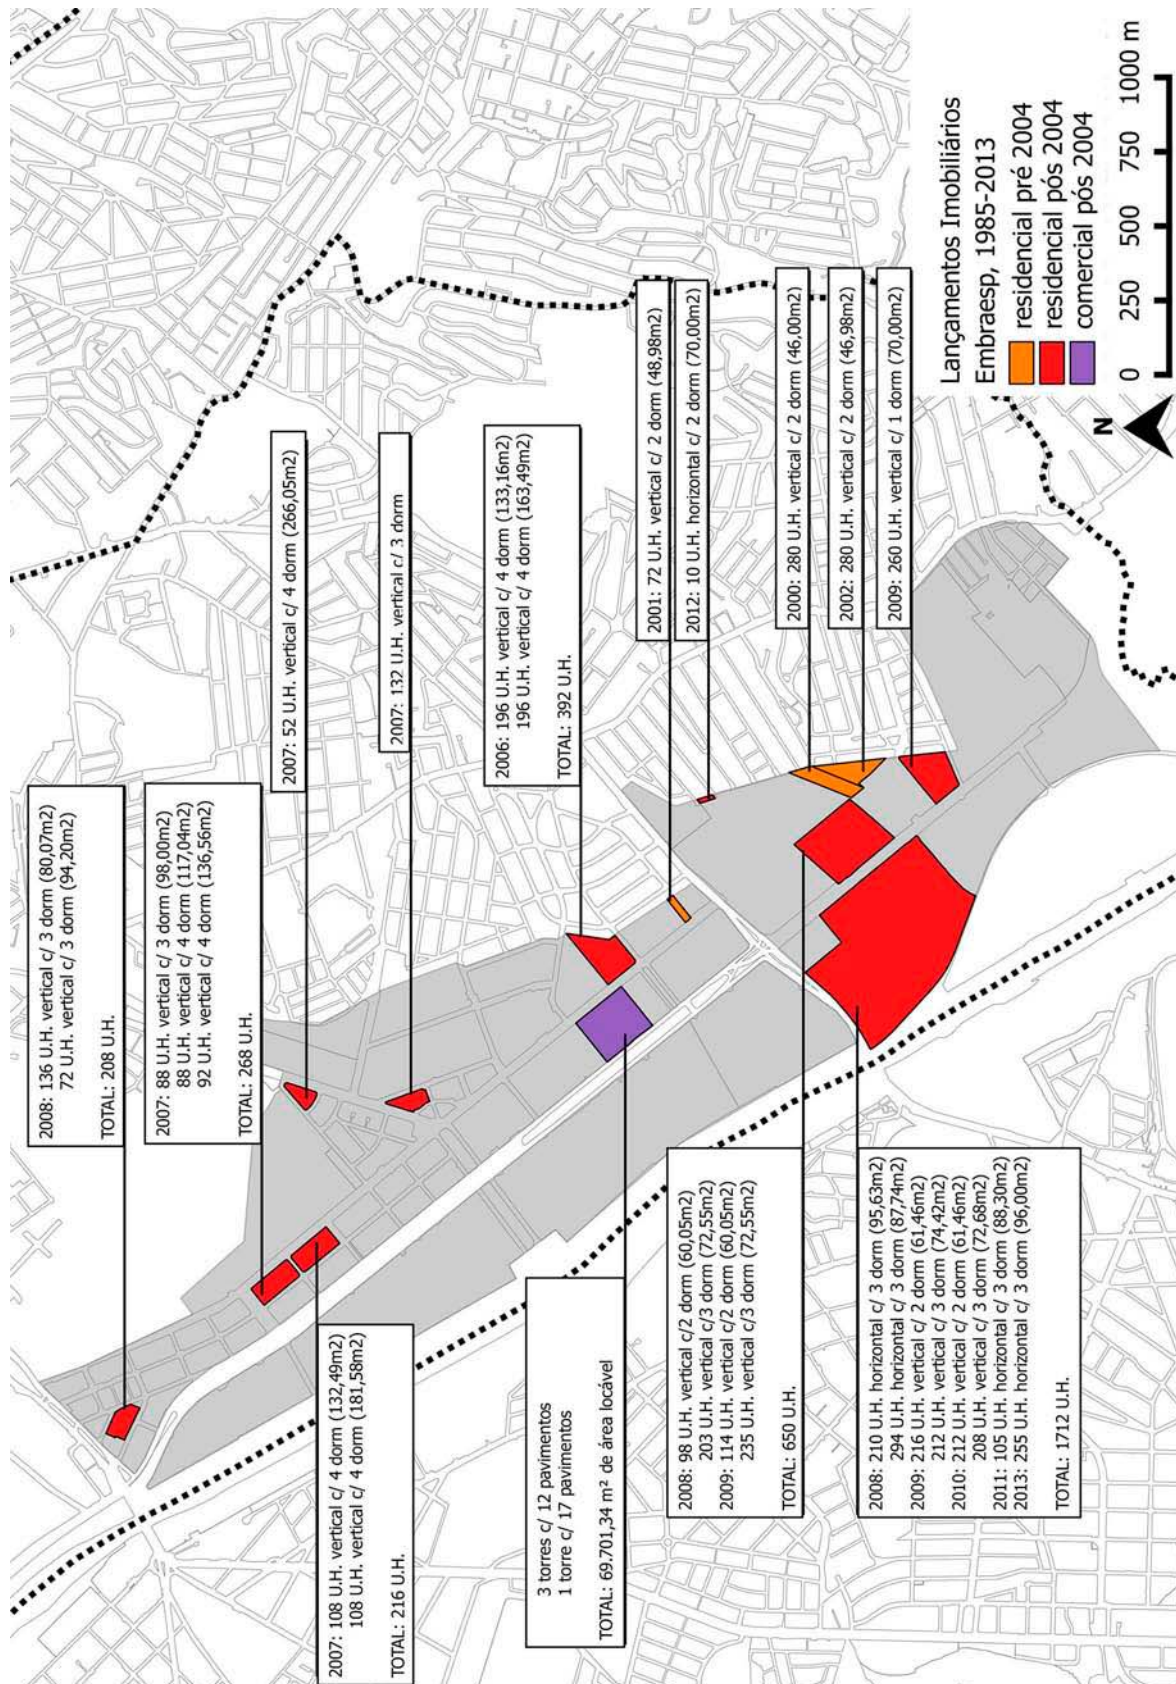 2008: 136 U.H. vertical c/ 3 dorm (80,07m2)
72 U.H. vertical c/ 3 dorm (94,20m2)
TOTAL: 208 U.H.
2007: 88 U.H. vertical c/ 3 dorm (98,00m2)
88 U.H. vertical c/ 4 dorm (117,04m2)
92 U.H. vertical c/ 4 dorm (136,56m2)
TOTAL: 268 U.H.
2007: 52 U.H. vertical c/ 4 dorm (266,05m2)
2007: 132 U.H. vertical c/ 3 dorm
2006: 196 U.H. vertical c/ 4 dorm (133,16m2)
196 U.H. vertical c/ 4 dorm (163,49m2)
TOTAL: 392 U.H.
2001: 72 U.H. vertical c/ 2 dorm (48,98m2)
2012: 10 U.H. horizontal c/ 2 dorm (70,00m2)
2000: 280 U.H. vertical c/ 2 dorm (46,00m2)
2002: 280 U.H. vertical c/ 2 dorm (46,98m2)
2009: 260 U.H. vertical c/ 1 dorm (70,00m2)
2007: 108 U.H. vertical c/ 4 dorm (132,49m2)
108 U.H. vertical c/ 4 dorm (181,58m2)
TOTAL: 216 U.H.
3 torres c/ 12 pavimentos
1 torre c/ 17 pavimentos
TOTAL: 69.701,34 m² de área locável
2008: 98 U.H. vertical c/2 dorm (60,05m2)
203 U.H. vertical c/3 dorm (72,55m2)
2009: 114 U.H. vertical c/2 dorm (60,05m2)
235 U.H. vertical c/3 dorm (72,55m2)
TOTAL: 650 U.H.
2008: 210 U.H. horizontal c/ 3 dorm (95,63m2)
294 U.H. horizontal c/ 3 dorm (87,74m2)
2009: 216 U.H. vertical c/ 2 dorm (61,46m2)
212 U.H. vertical c/ 3 dorm (74,42m2)
2010: 212 U.H. vertical c/ 2 dorm (61,46m2)
208 U.H. vertical c/ 3 dorm (72,68m2)
2011: 105 U.H. horizontal c/ 3 dorm (88,30m2)
2013: 255 U.H. horizontal c/ 3 dorm (96,00m2)
TOTAL: 1712 U.H.
Lançamentos Imobiliários
Embraesp, 1985-2013
residencial pré 2004
residencial pós 2004
comercial pós 2004
N
0 250 500 750 1000 m